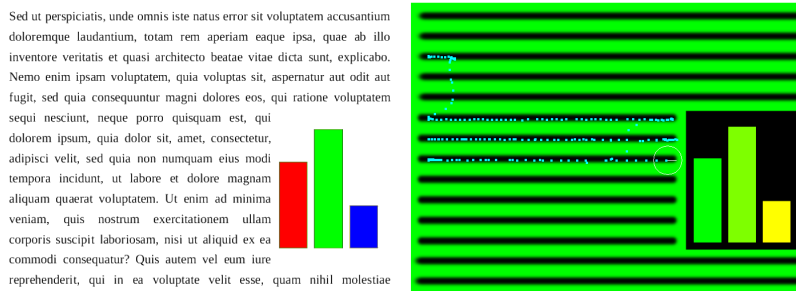 Sed ut perspiciatis, unde omnis iste natus error sit voluptatem accusantium
doloremque laudantium, totam rem aperiam eaque ipsa, quae ab illo
inventore veritatis et quasi architecto beatae vitae dicta sunt, explicabo.
Nemo enim ipsam voluptatem, quia voluptas sit, aspernatur aut odit aut
fugit, sed quia consequuntur magni dolores eos, qui ratione voluptatem
sequi nesciunt, neque porro quisquam est, qui
dolorem ipsum, quia dolor sit, amet, consectetur,
adipisci velit, sed quia non numquam eius modi
tempora incidunt, ut labore et dolore magnam
aliquam quaerat voluptatem. Ut enim ad minima
veniam, quis nostrum exercitationem ullam
corporis suscipit laboriosam, nisi ut aliquid ex ea
commodi consequatur? Quis autem vel eum iure
reprehenderit, qui in ea voluptate velit esse, quam nihil molestiae